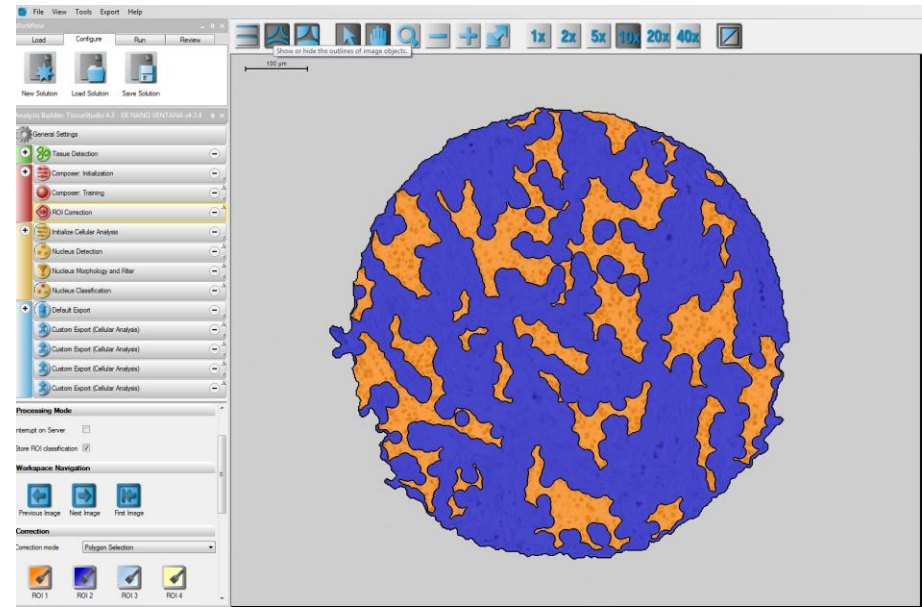 File View Tools Export Help
Workflow
Load Configure Run Review
New Solution Load Solution Save Solution
Show or hide the outlines of image objects.
1x 2x 5x 10x 20x 40x
100 µm
Analysis Builder: TissueStudio 4.3 - ER NANO VENTANA v4.3.4
General Settings
Tissue Detection
Composer: Initialization
Composer: Training
ROI Correction
Initialize Cellular Analysis
Nucleus Detection
Nucleus Morphology and Filter
Nucleus Classification
Default Export
Custom Export (Cellular Analysis)
Custom Export (Cellular Analysis)
Custom Export (Cellular Analysis)
Custom Export (Cellular Analysis)
Processing Mode
Interrupt on Server
Store ROI classification
Workspace Navigation
Previous Image Next Image First Image
Correction
Correction mode Polygon Selection
ROI 1 ROI 2 ROI 3 ROI 4